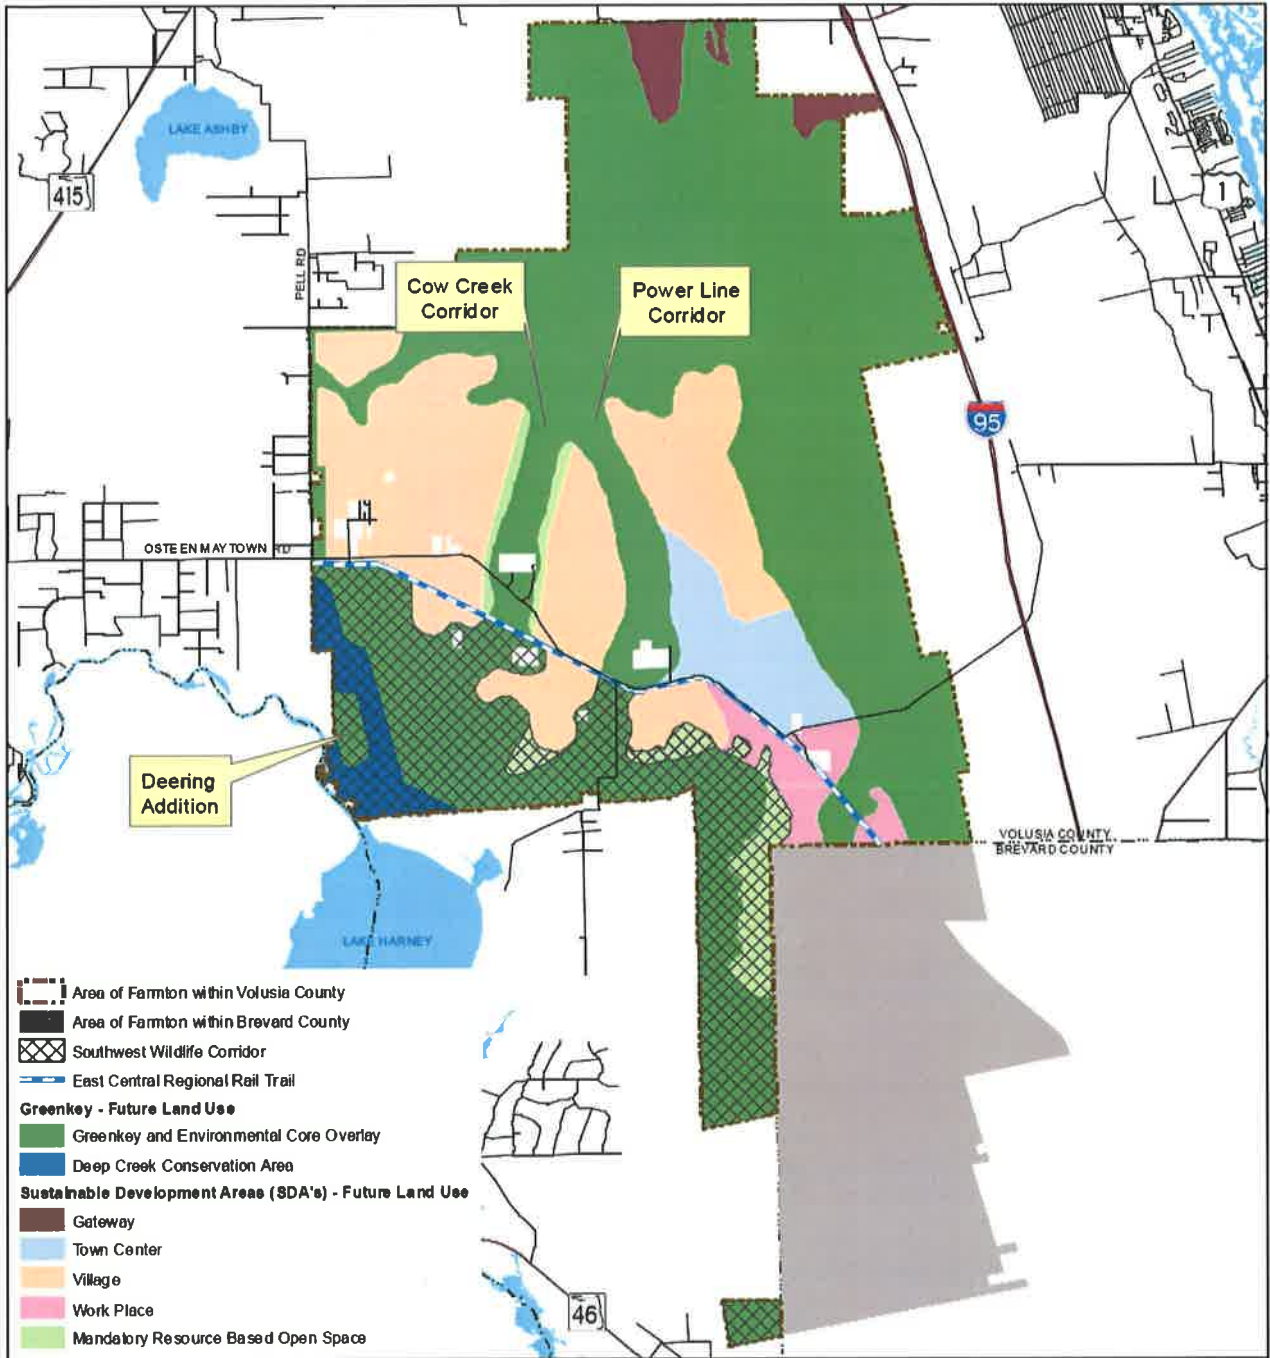 LAKE ASHBY
415
1
PELL RD
Cow Creek
Corridor
Power Line
Corridor
95
OSTEEN MAYTOWN RD
Deering
Addition
VOLUSIA COUNTY
BREVARD COUNTY
LAKE HARNEY
Area of Farmton within Volusia County
Area of Farmton within Brevard County
Southwest Wildlife Corridor
East Central Regional Rail Trail
Greenkey - Future Land Use
Greenkey and Environmental Core Overlay
Deep Creek Conservation Area
Sustainable Development Areas (SDA's) - Future Land Use
Gateway
Town Center
Village
Work Place
Mandatory Resource Based Open Space
46